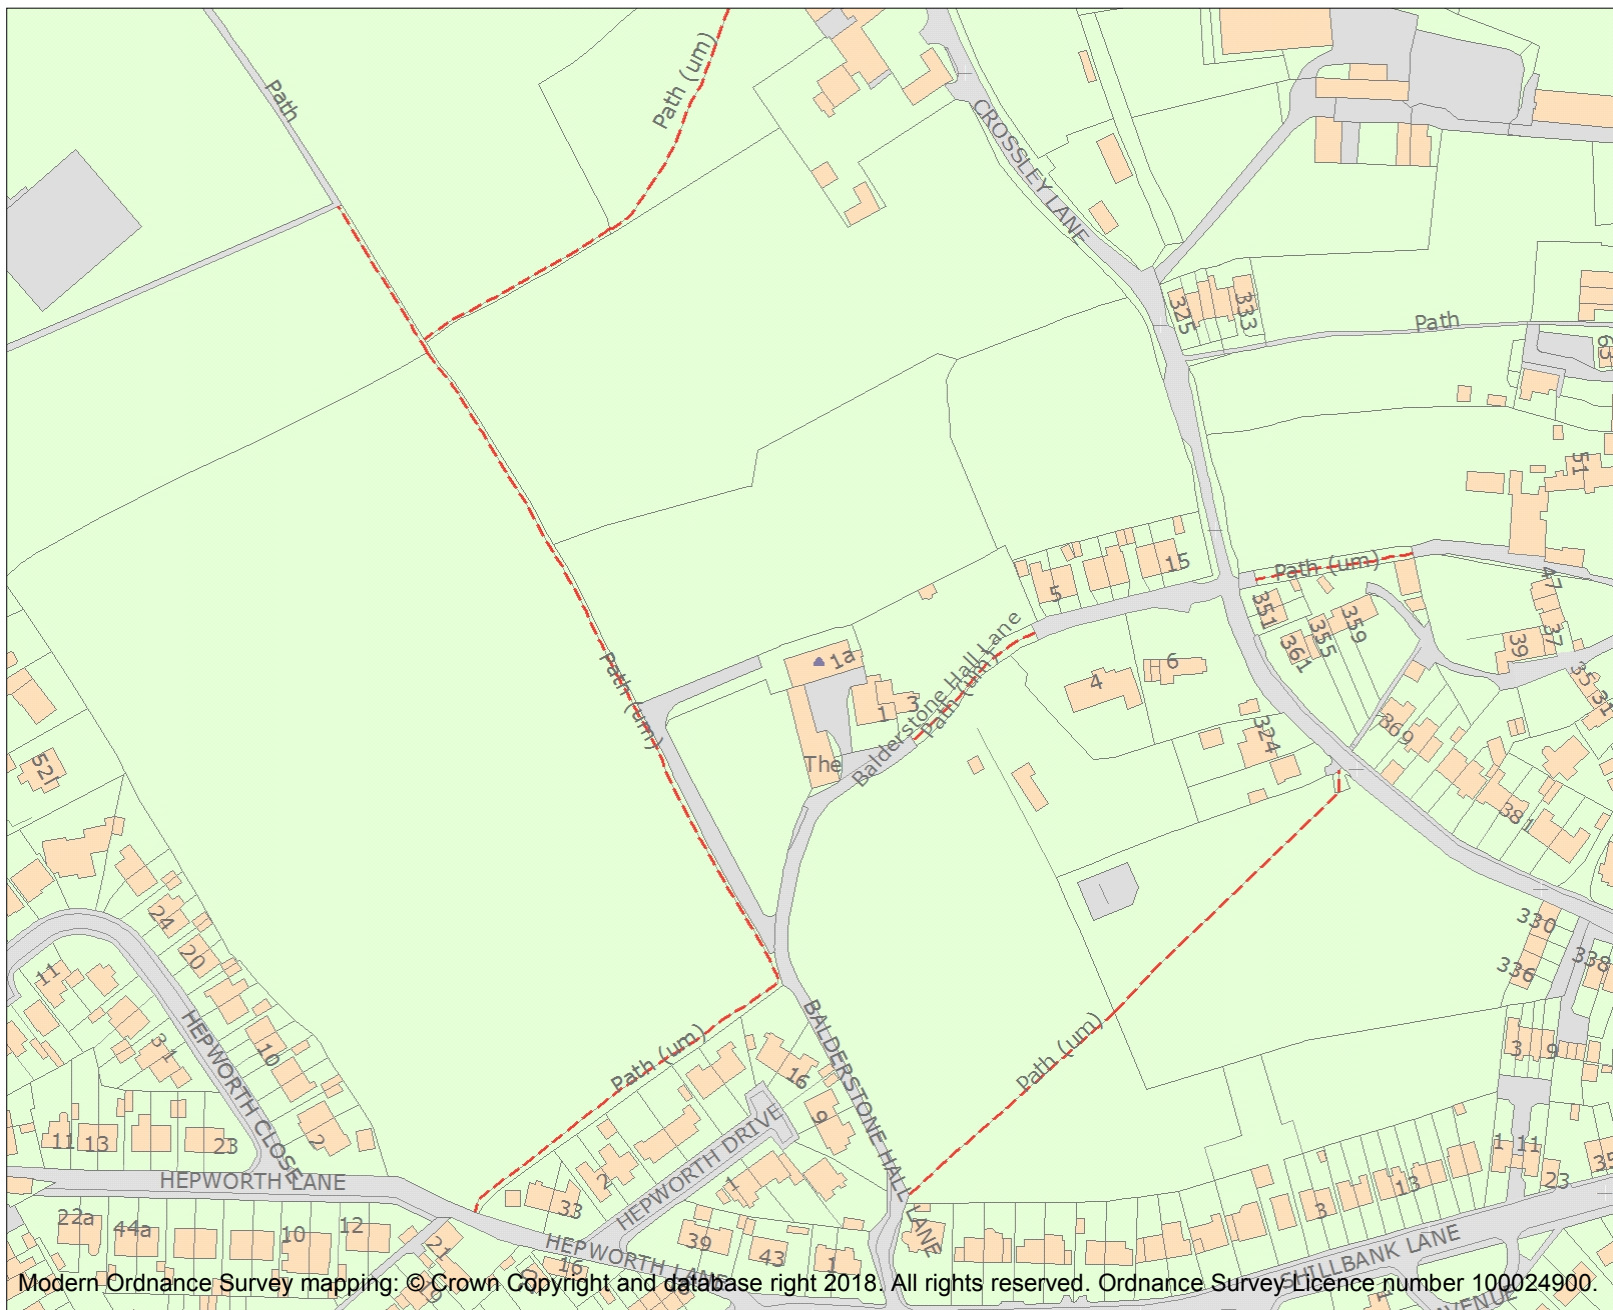 Path
Path (um)
CROSSLEY LANE
325
333
Path
63
51
15
5
Path (um)
47
37
39
35
31
351
361
355
359
369
381
Balderstone Hall Lane
Path (um)
Path (um)
1a
3
1
The
4
6
324
330
336
338
52
24
20
11
31
10
2
HEPWORTH CLOSE
11
13
23
HEPWORTH LANE
22a
44a
10
12
21
Path (um)
Path (um)
BALDERSTONE HALL LANE
16
9
HEPWORTH DRIVE
2
1
33
39
43
1
HEPWORTH LANE
16
3
9
1
11
23
35
3
13
SHILLBANK LANE
Modern Ordnance Survey mapping: © Crown Copyright and database right 2018. All rights reserved. Ordnance Survey Licence number 100024900.